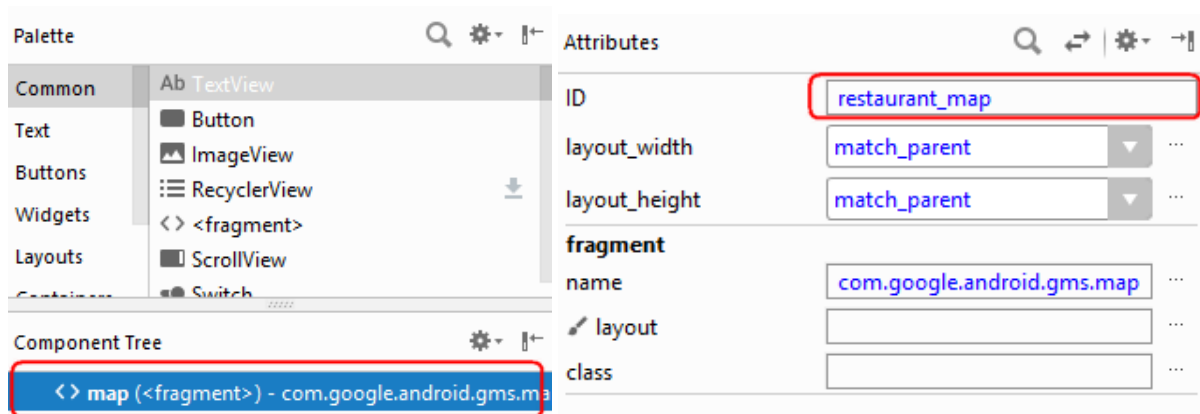 Palette
Common
Text
Buttons
Widgets
Layouts
Containers
Ab TextView
Button
ImageView
RecyclerView
<> <fragment>
ScrollView
Switch
Component Tree
<> map (<fragment>) - com.google.android.gms.ma
Attributes
ID restaurant_map
layout_width match_parent ...
layout_height match_parent ...
fragment
name com.google.android.gms.map ...
layout ...
class ...